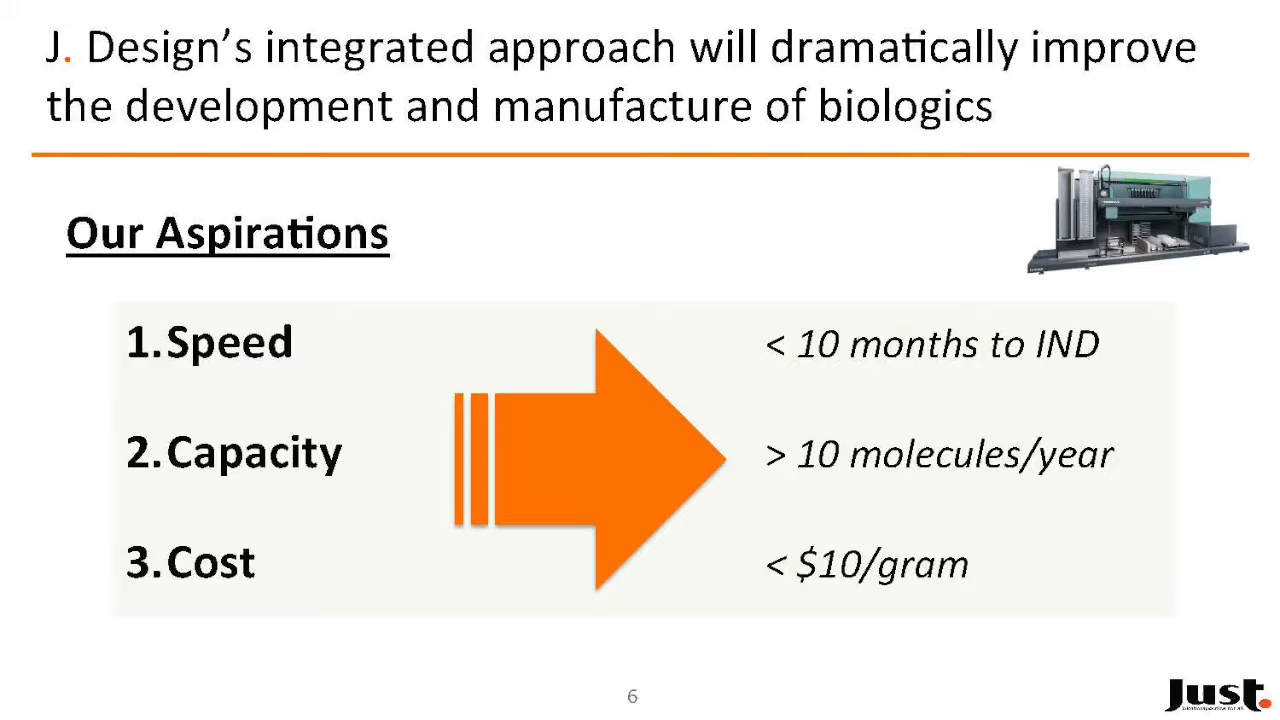 J. Design's integrated approach will dramatically improve
the development and manufacture of biologics
Our Aspirations
1. Speed
< 10 months to IND
2. Capacity
> 10 molecules/year
3. Cost
< $10/gram
6
Just.